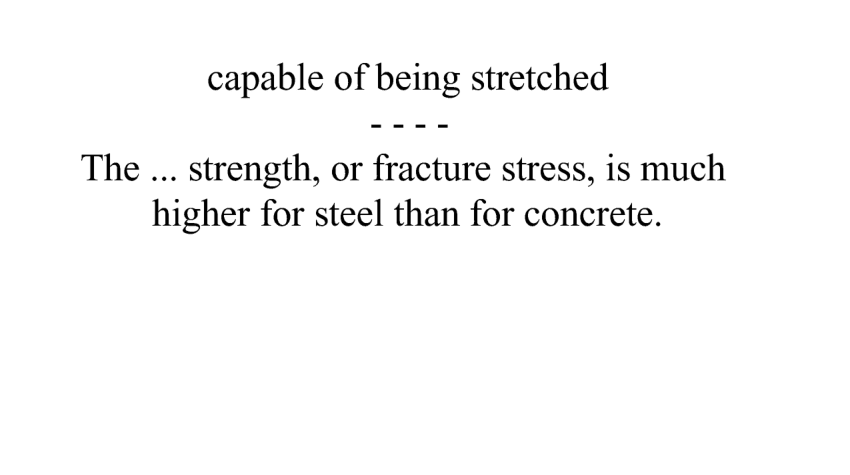 capable of being stretched
- - - -
The ... strength, or fracture stress, is much
higher for steel than for concrete.